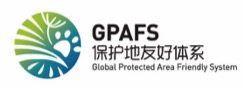 GPAFS
保护地友好体系
Global Protected Area Friendly System